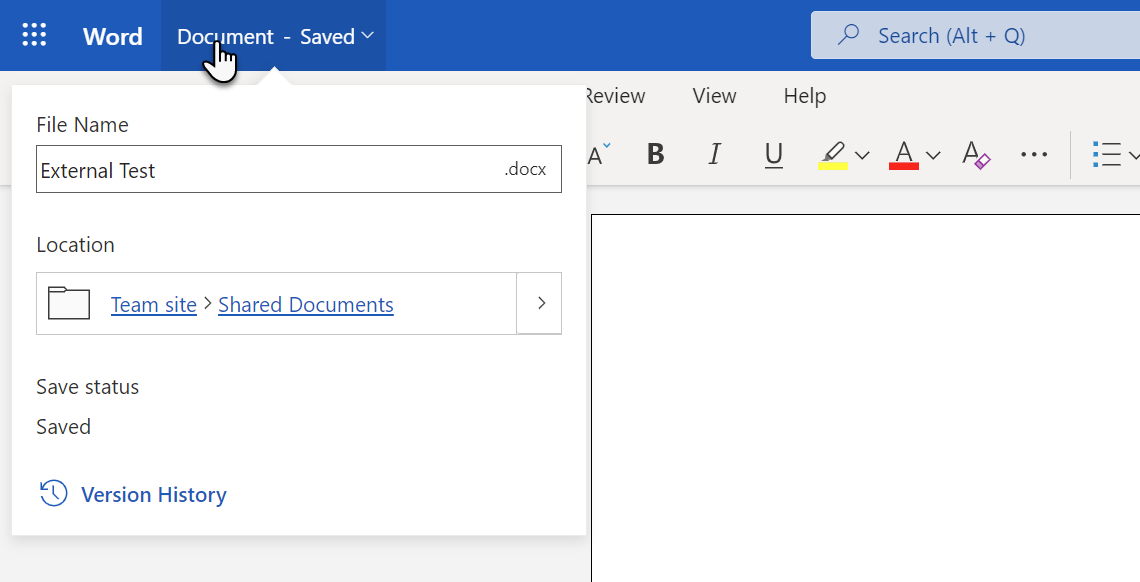 Word Document - Saved Search (Alt + Q)
Review View Help
File Name
External Test .docx
A B I U A A
Location
Team site > Shared Documents >
Save status
Saved
Version History